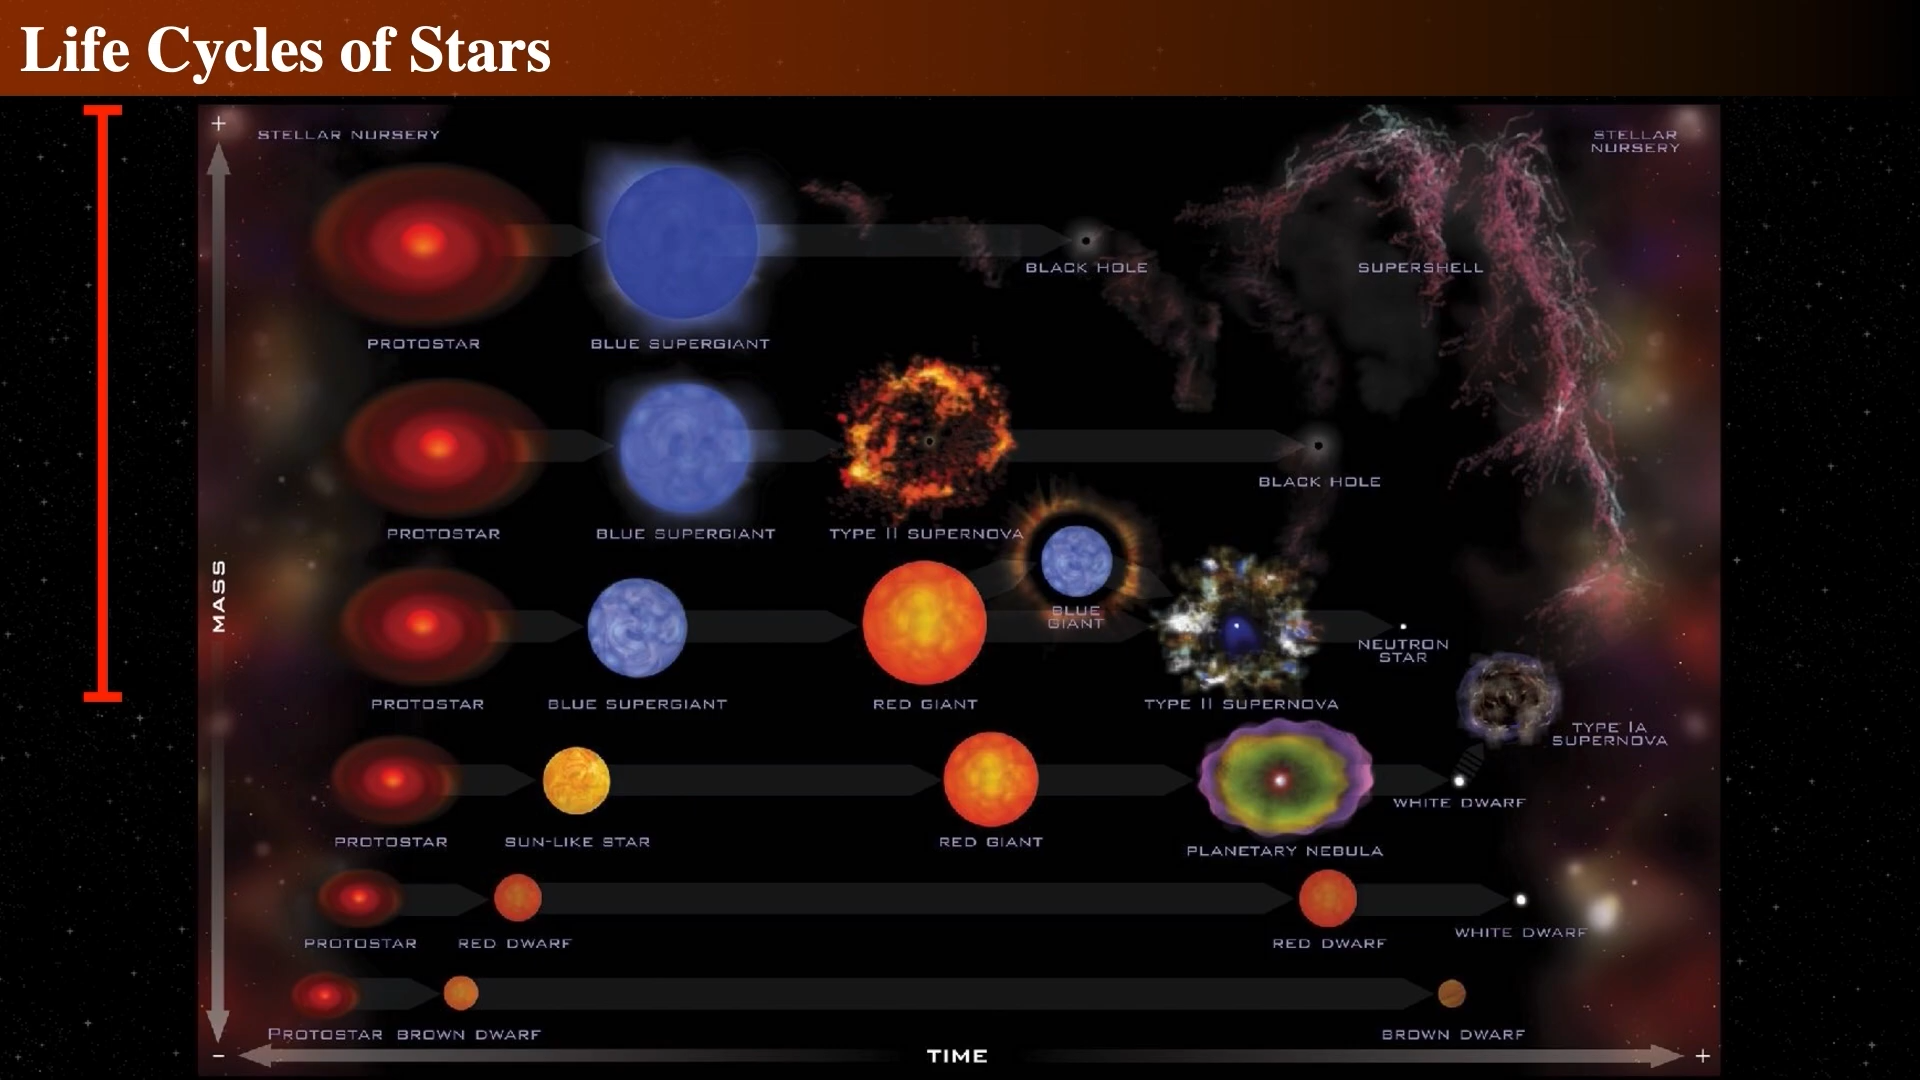 Life Cycles of Stars
+
STELLAR NURSERY
STELLAR
NURSERY
BLACK HOLE
SUPERSHELL
PROTOSTAR
BLUE SUPERGIANT
BLACK HOLE
PROTOSTAR
BLUE SUPERGIANT
TYPE II SUPERNOVA
MASS
BLUE
GIANT
NEUTRON
STAR
PROTOSTAR
BLUE SUPERGIANT
RED GIANT
TYPE II SUPERNOVA
TYPE IA
SUPERNOVA
WHITE DWARF
PROTOSTAR
SUN-LIKE STAR
RED GIANT
PLANETARY NEBULA
PROTOSTAR
RED DWARF
RED DWARF
WHITE DWARF
PROTOSTAR
BROWN DWARF
BROWN DWARF
-
TIME
+